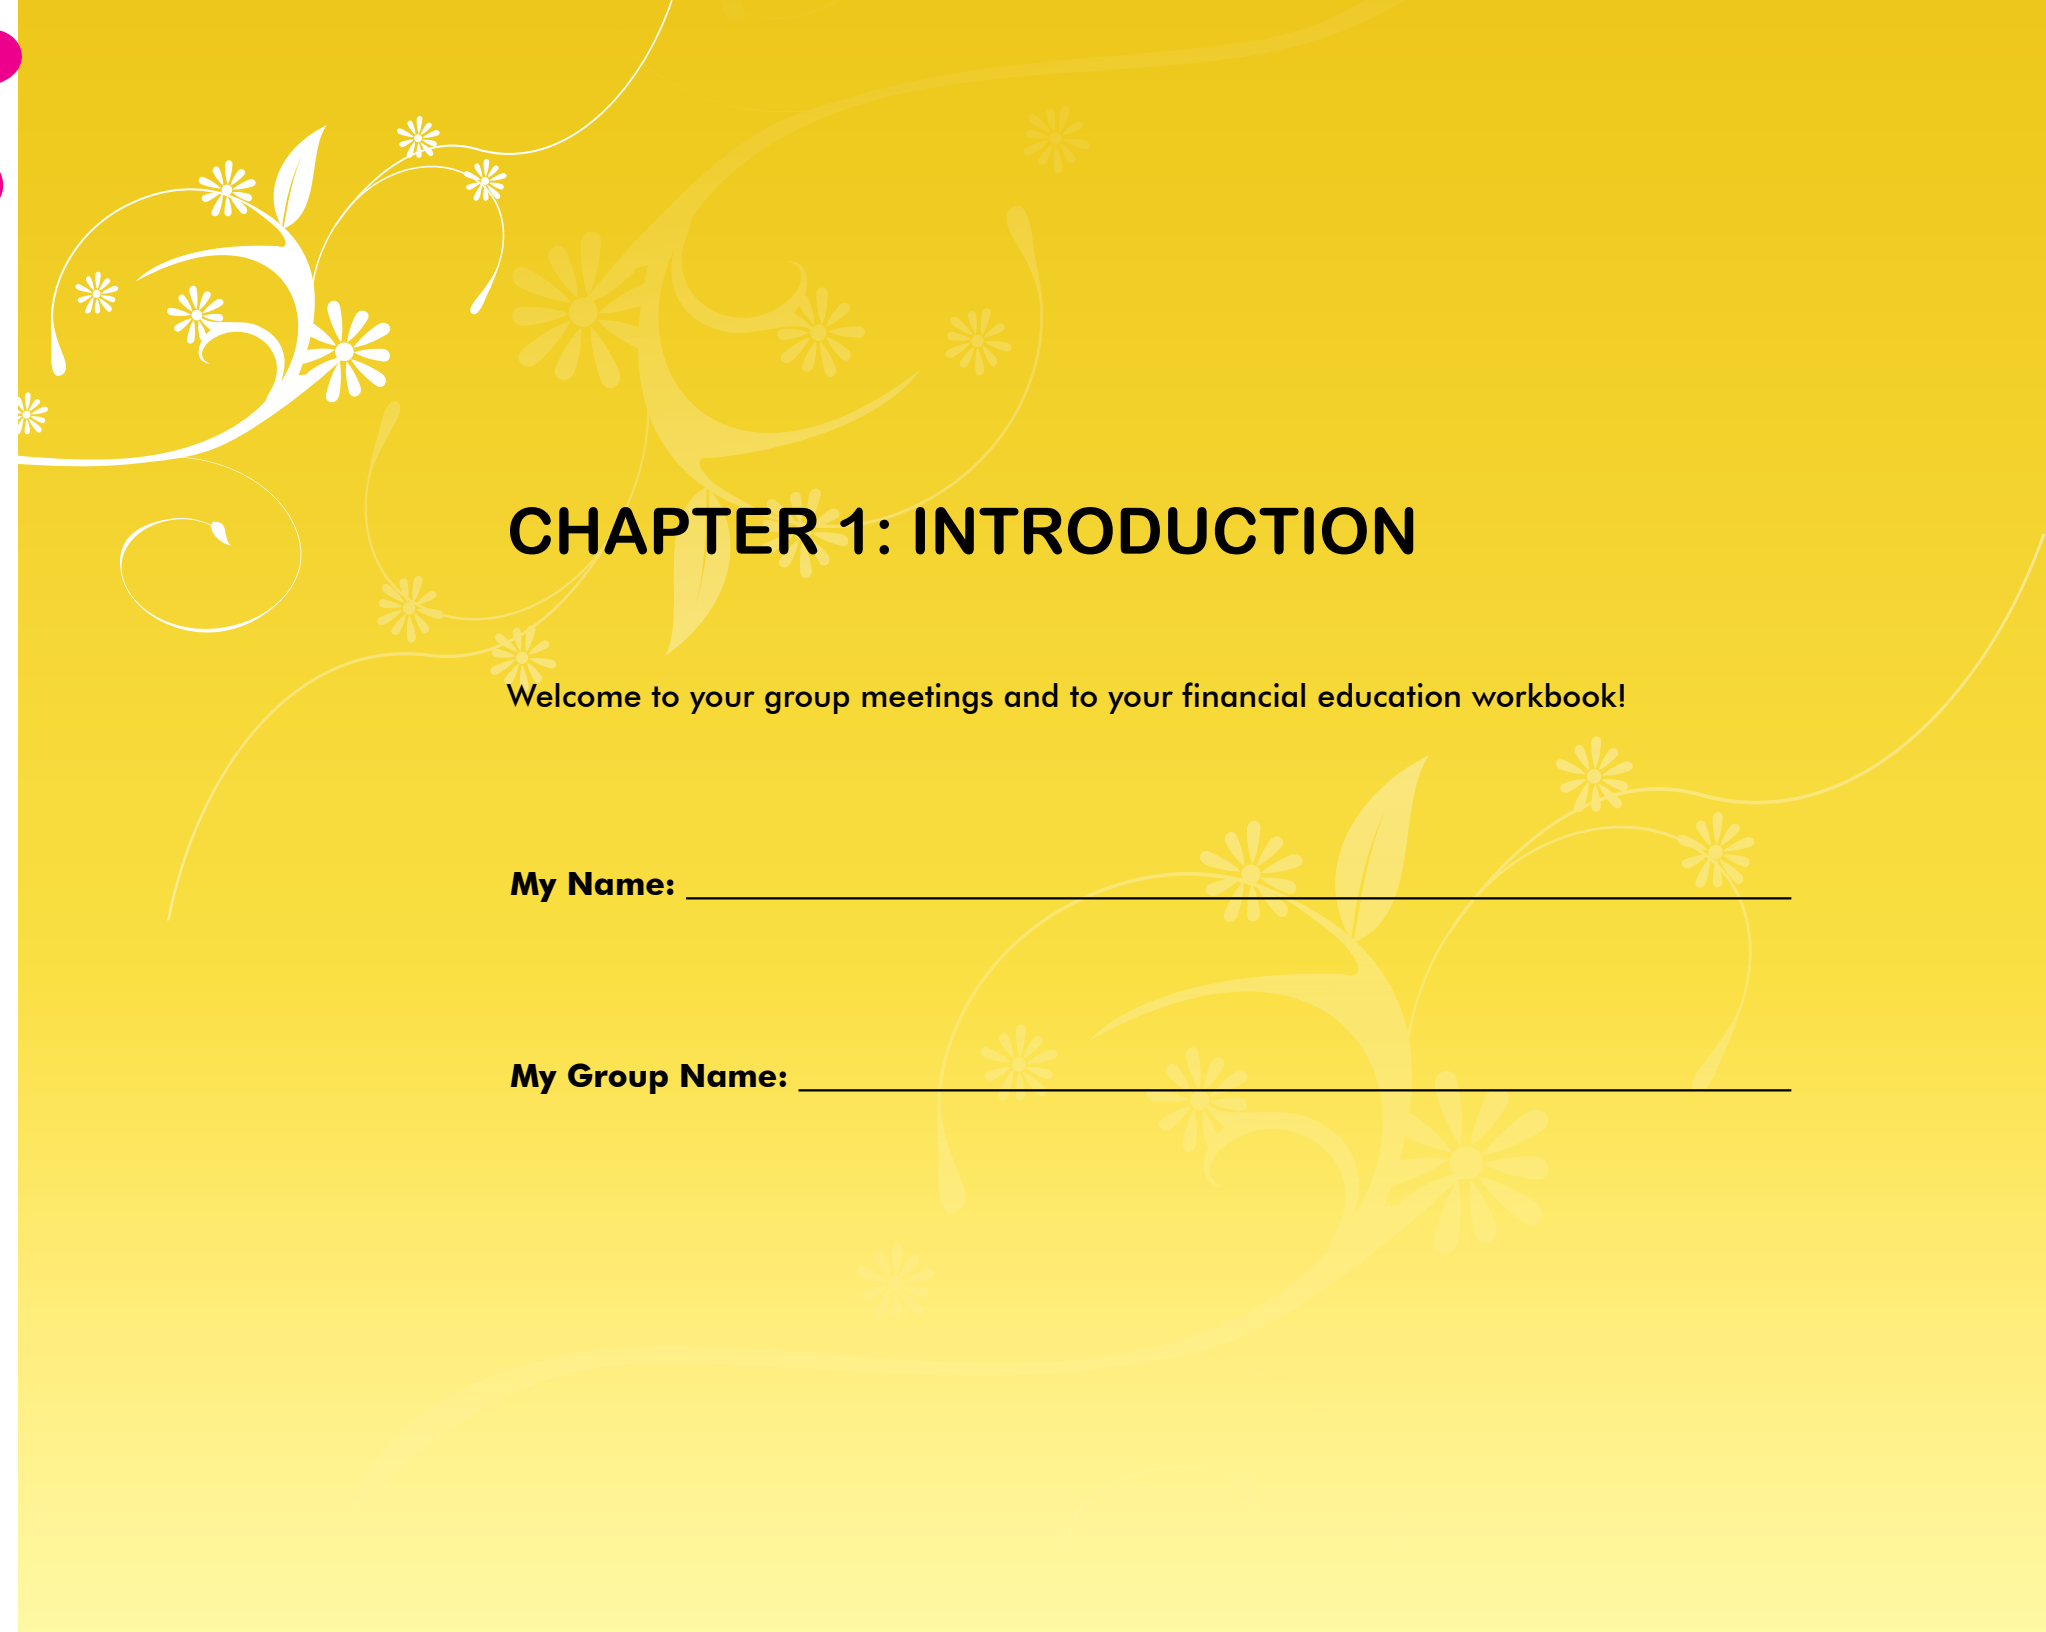 CHAPTER 1: INTRODUCTION
Welcome to your group meetings and to your financial education workbook!
My Name:
My Group Name: